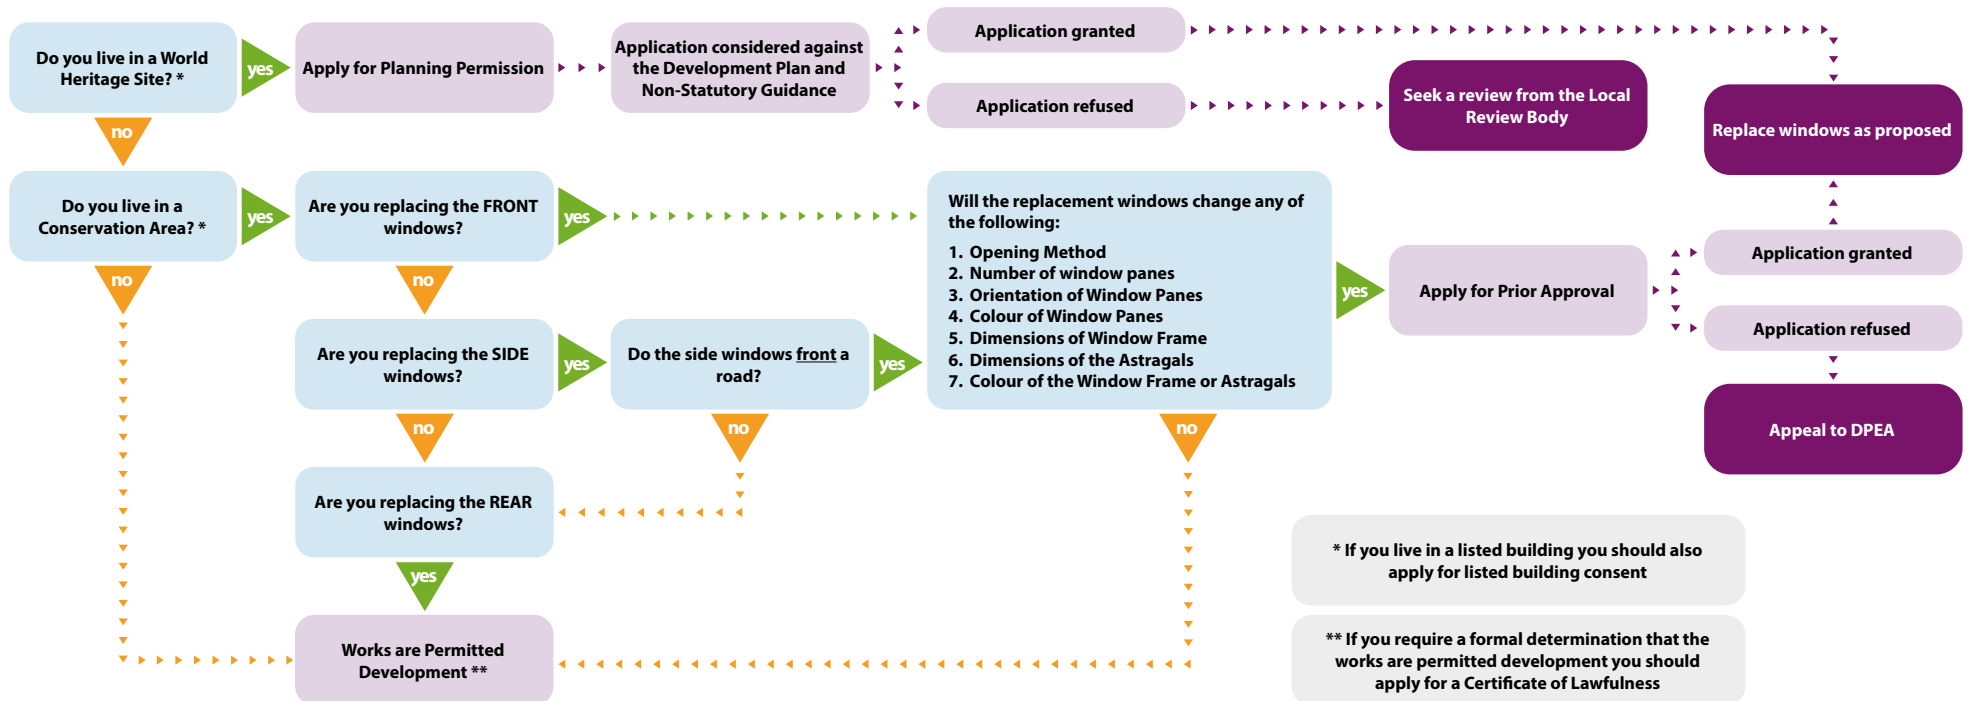 Do you live in a World
Heritage Site? *
yes
Apply for Planning Permission
Application considered against
the Development Plan and
Non-Statutory Guidance
Application granted
Application refused
Seek a review from the Local
Review Body
Replace windows as proposed
no
Do you live in a
Conservation Area? *
yes
Are you replacing the FRONT
windows?
yes
Will the replacement windows change any of
the following:
1. Opening Method
2. Number of window panes
3. Orientation of Window Panes
4. Colour of Window Panes
5. Dimensions of Window Frame
6. Dimensions of the Astragals
7. Colour of the Window Frame or Astragals
yes
Apply for Prior Approval
Application granted
Application refused
Appeal to DPEA
no
no
Are you replacing the SIDE
windows?
yes
Do the side windows front a
road?
yes
no
no
no
Are you replacing the REAR
windows?
yes
Works are Permitted
Development **
* If you live in a listed building you should also
apply for listed building consent
** If you require a formal determination that the
works are permitted development you should
apply for a Certificate of Lawfulness